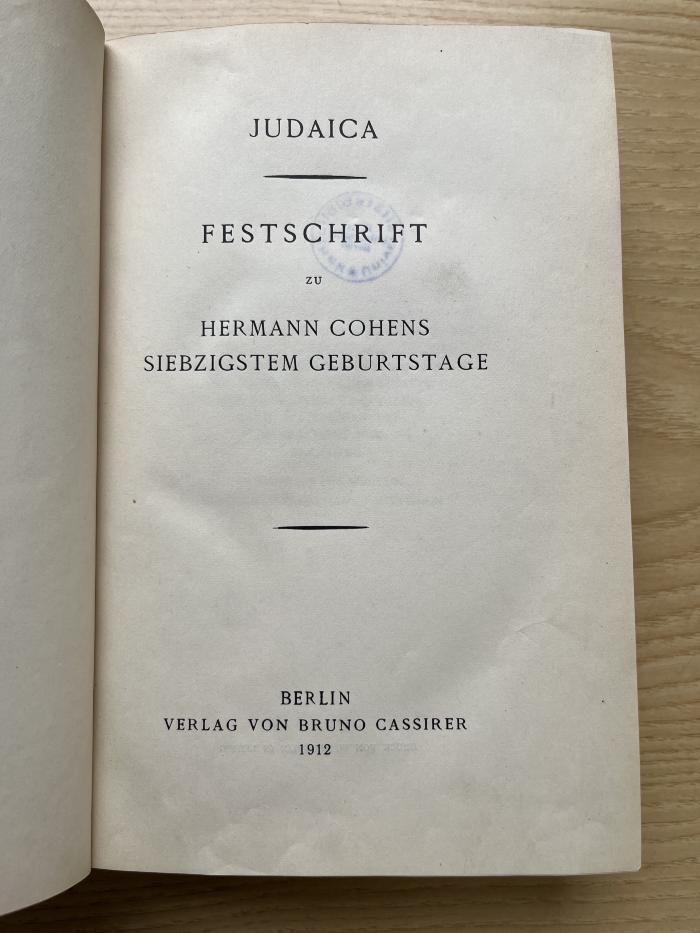 JUDAICA
FESTSCHRIFT
ZU
HERMANN COHENS
SIEBZIGSTEM GEBURTSTAGE
BERLIN
VERLAG VON BRUNO CASSIRER
1912